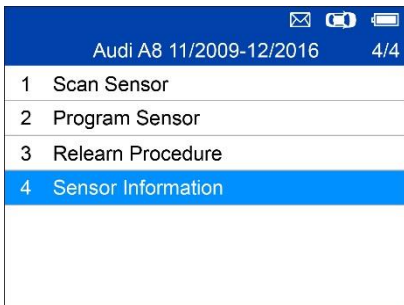 Audi A8 11/2009-12/2016 4/4
1 Scan Sensor
2 Program Sensor
3 Relearn Procedure
4 Sensor Information